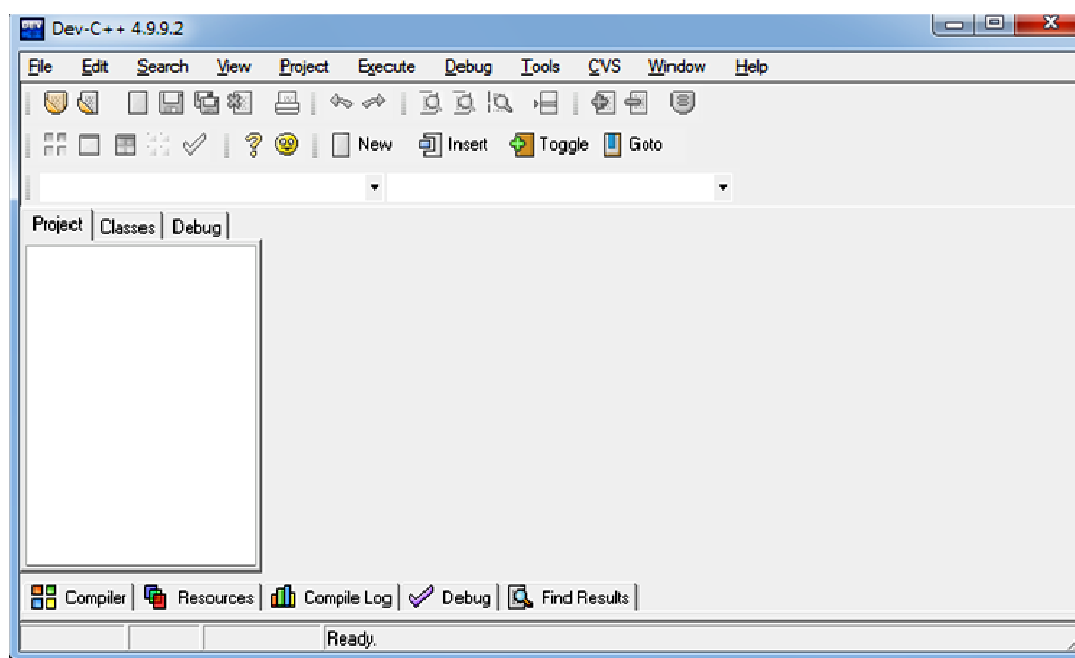 Dev-C++ 4.9.9.2
File Edit Search View Project Execute Debug Tools CVS Window Help
New Insert Toggle Goto
Project Classes Debug
Compiler Resources Compile Log Debug Find Results
Ready.